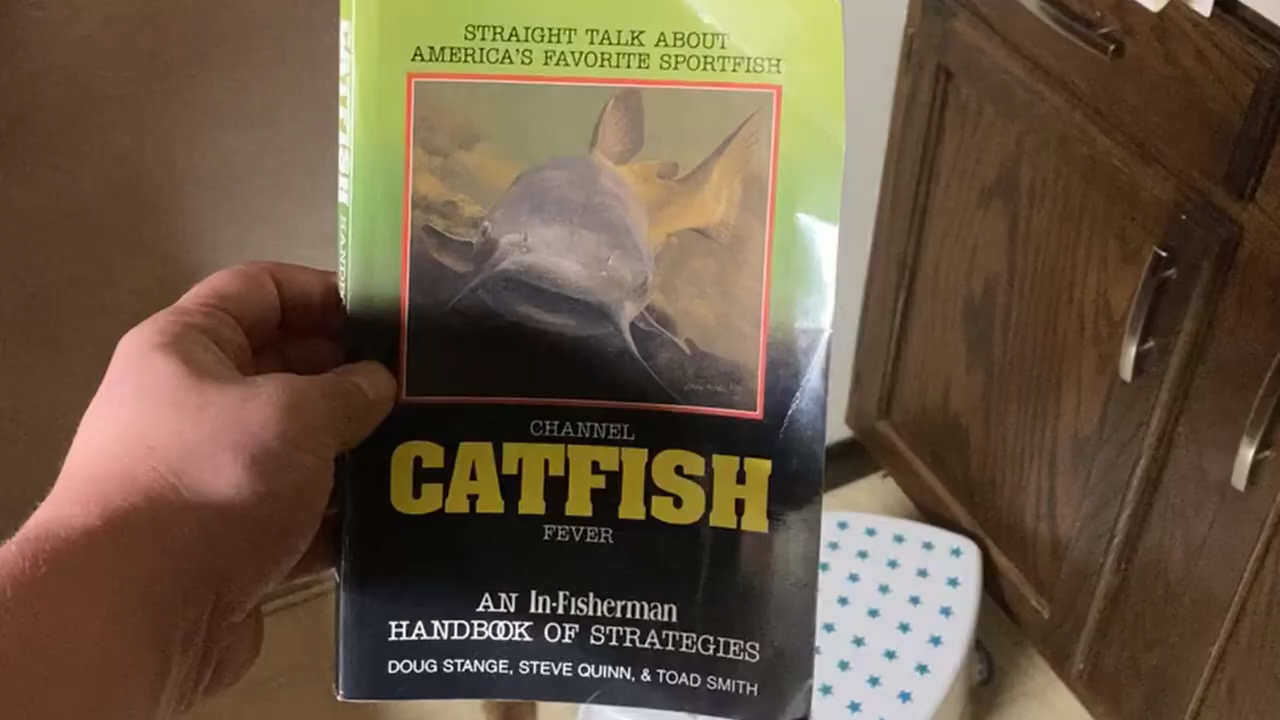 STRAIGHT TALK ABOUT
AMERICA'S FAVORITE SPORTFISH
CHANNEL
CATFISH
FEVER
AN In-Fisherman
HANDBOOK OF STRATEGIES
DOUG STANGE, STEVE QUINN, & TOAD SMITH